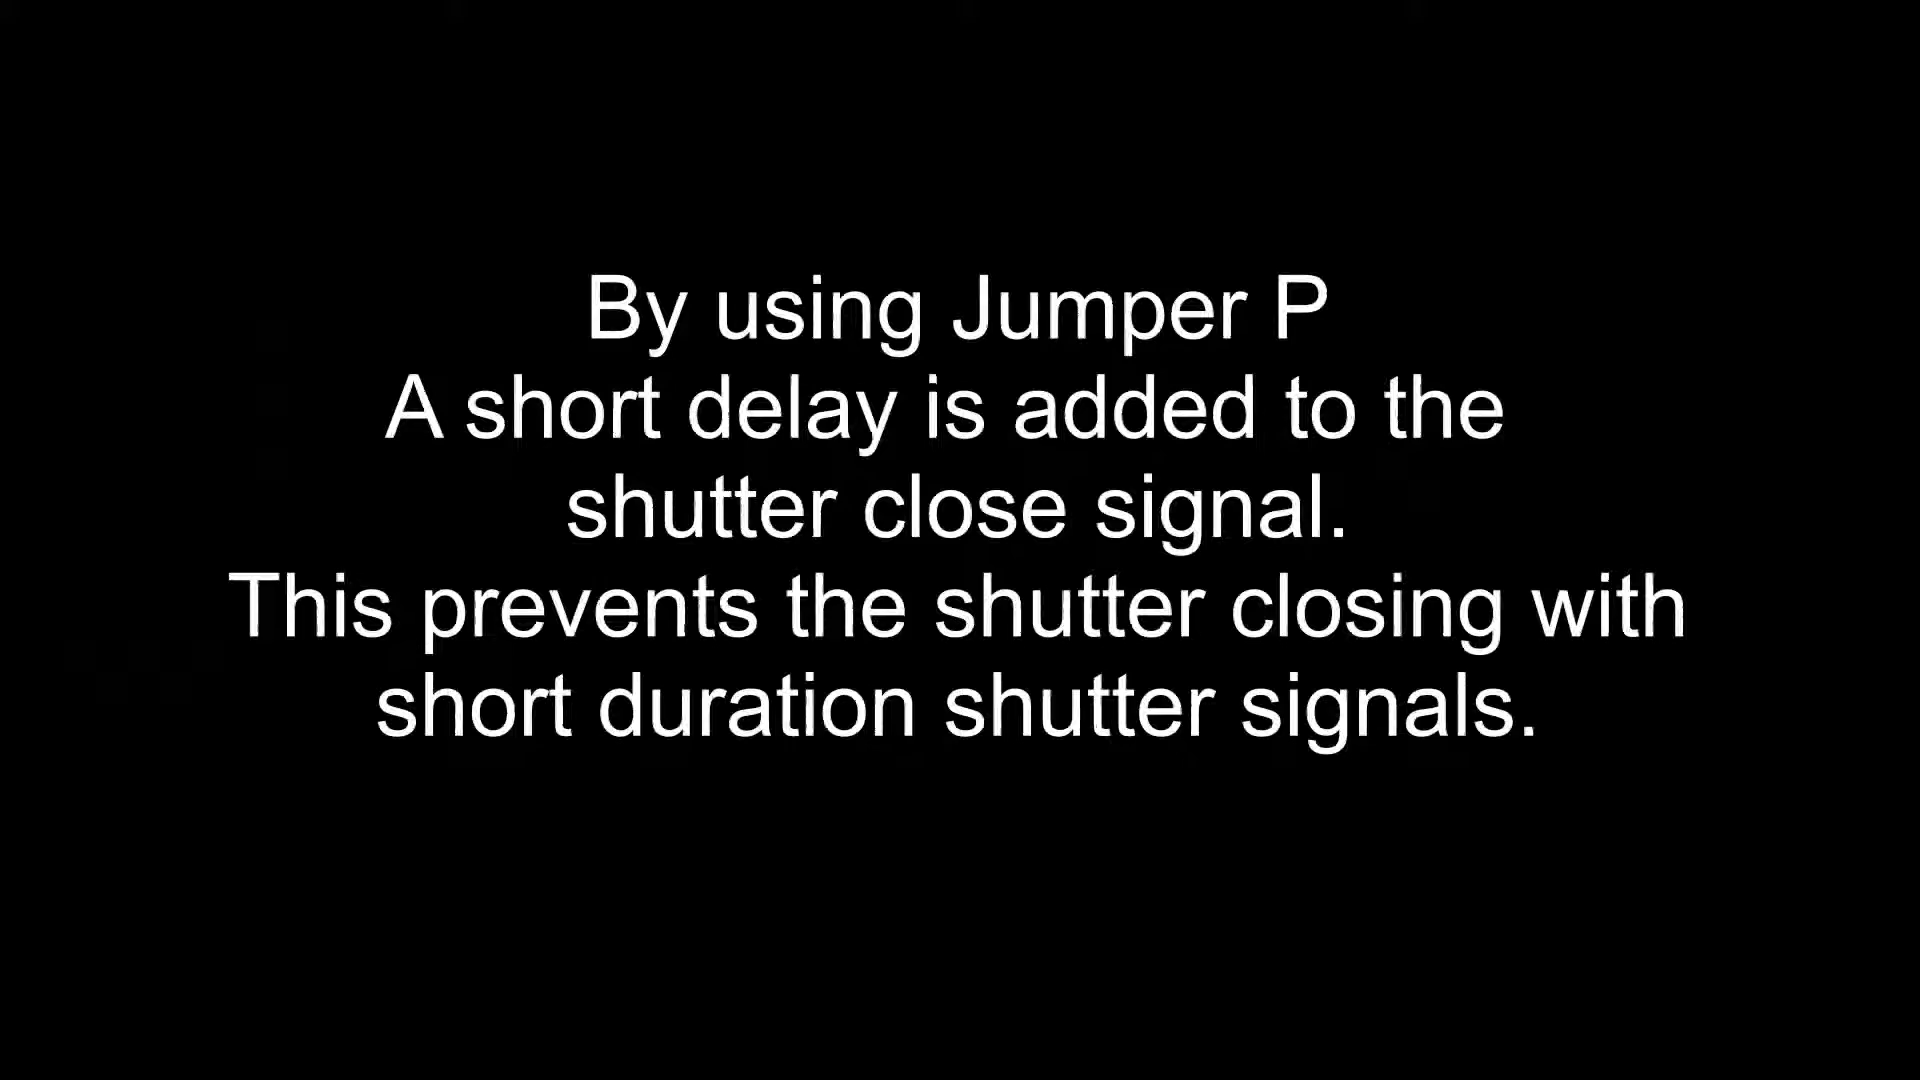 By using Jumper P
A short delay is added to the
shutter close signal.
This prevents the shutter closing with
short duration shutter signals.